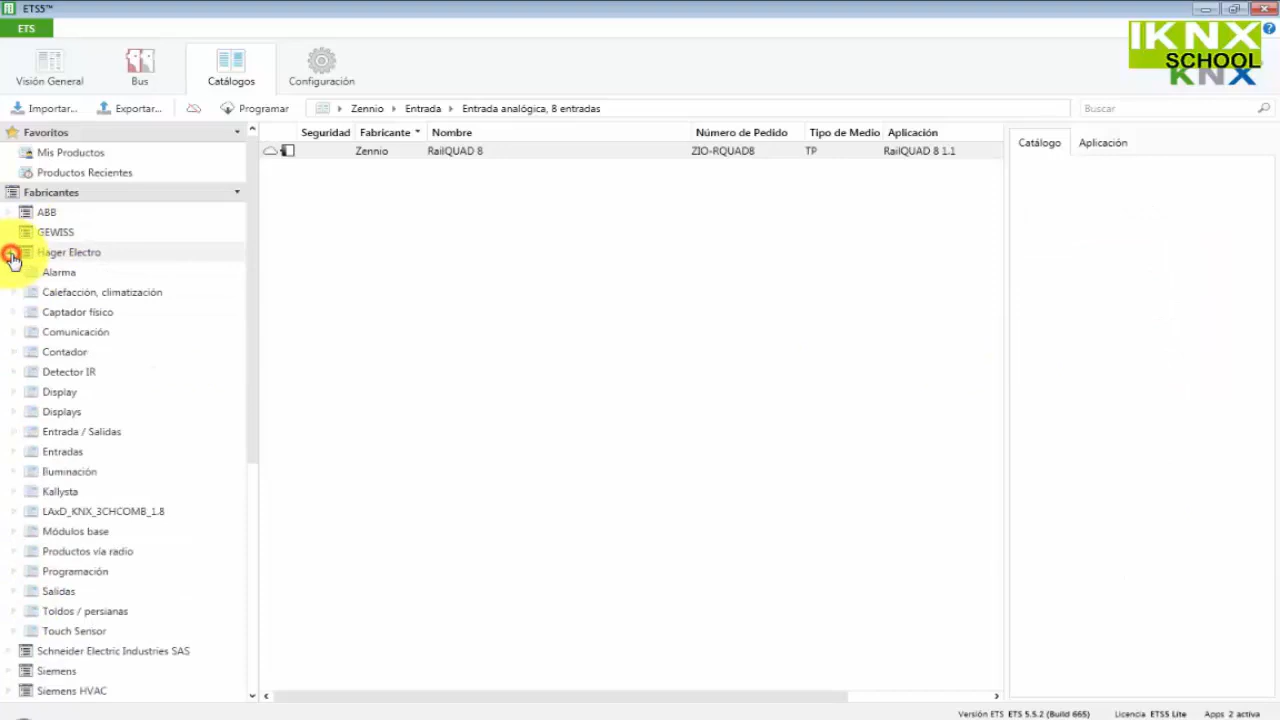 ETS5™
ETS
IKNX
SCHOOL
KNX
Visión General
Bus
Catálogos
Configuración
Importar...
Exportar...
Programar
Zennio
Entrada
Entrada analógica, 8 entradas
Buscar
Favoritos
Mis Productos
Productos Recientes
Fabricantes
ABB
GEWISS
Hager Electro
Alarma
Calefacción, climatización
Captador físico
Comunicación
Contador
Detector IR
Display
Displays
Entrada / Salidas
Entradas
Iluminación
Kallysta
LAxD_KNX_3CHCOMB_1.8
Módulos base
Productos vía radio
Programación
Salidas
Toldos / persianas
Touch Sensor
Schneider Electric Industries SAS
Siemens
Siemens HVAC
Seguridad Fabricante Nombre Número de Pedido Tipo de Medio Aplicación
Zennio RailQUAD 8 ZIO-RQUAD8 TP RailQUAD 8 1.1
Catálogo
Aplicación
Versión ETS ETS 5.5.2 (Build 665) Licencia ETS5 Lite Apps 2 activa